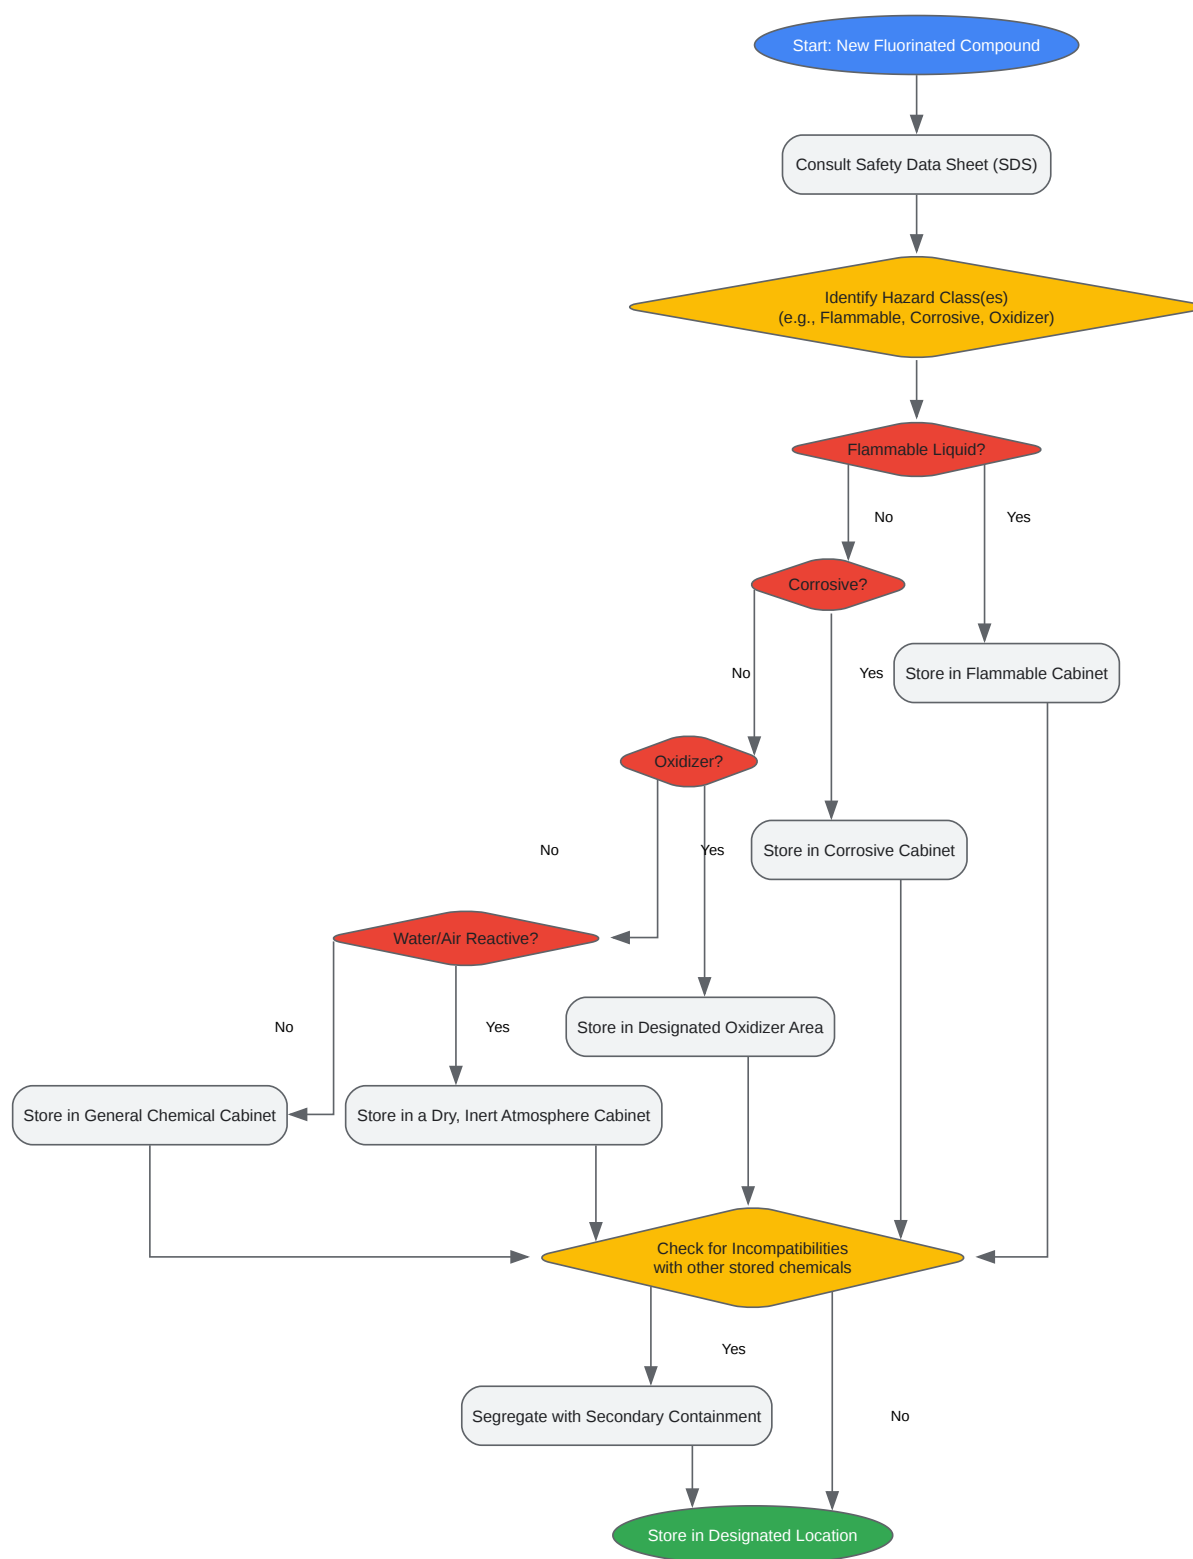 Start: New Fluorinated Compound
Consult Safety Data Sheet (SDS)
Identify Hazard Class(es)
(e.g., Flammable, Corrosive, Oxidizer)
Flammable Liquid?
No
Yes
Corrosive?
No
Yes
Store in Flammable Cabinet
Oxidizer?
No
Yes
Store in Corrosive Cabinet
Water/Air Reactive?
No
Yes
Store in Designated Oxidizer Area
Store in General Chemical Cabinet
Store in a Dry, Inert Atmosphere Cabinet
Check for Incompatibilities
with other stored chemicals
Yes
Segregate with Secondary Containment
No
Store in Designated Location